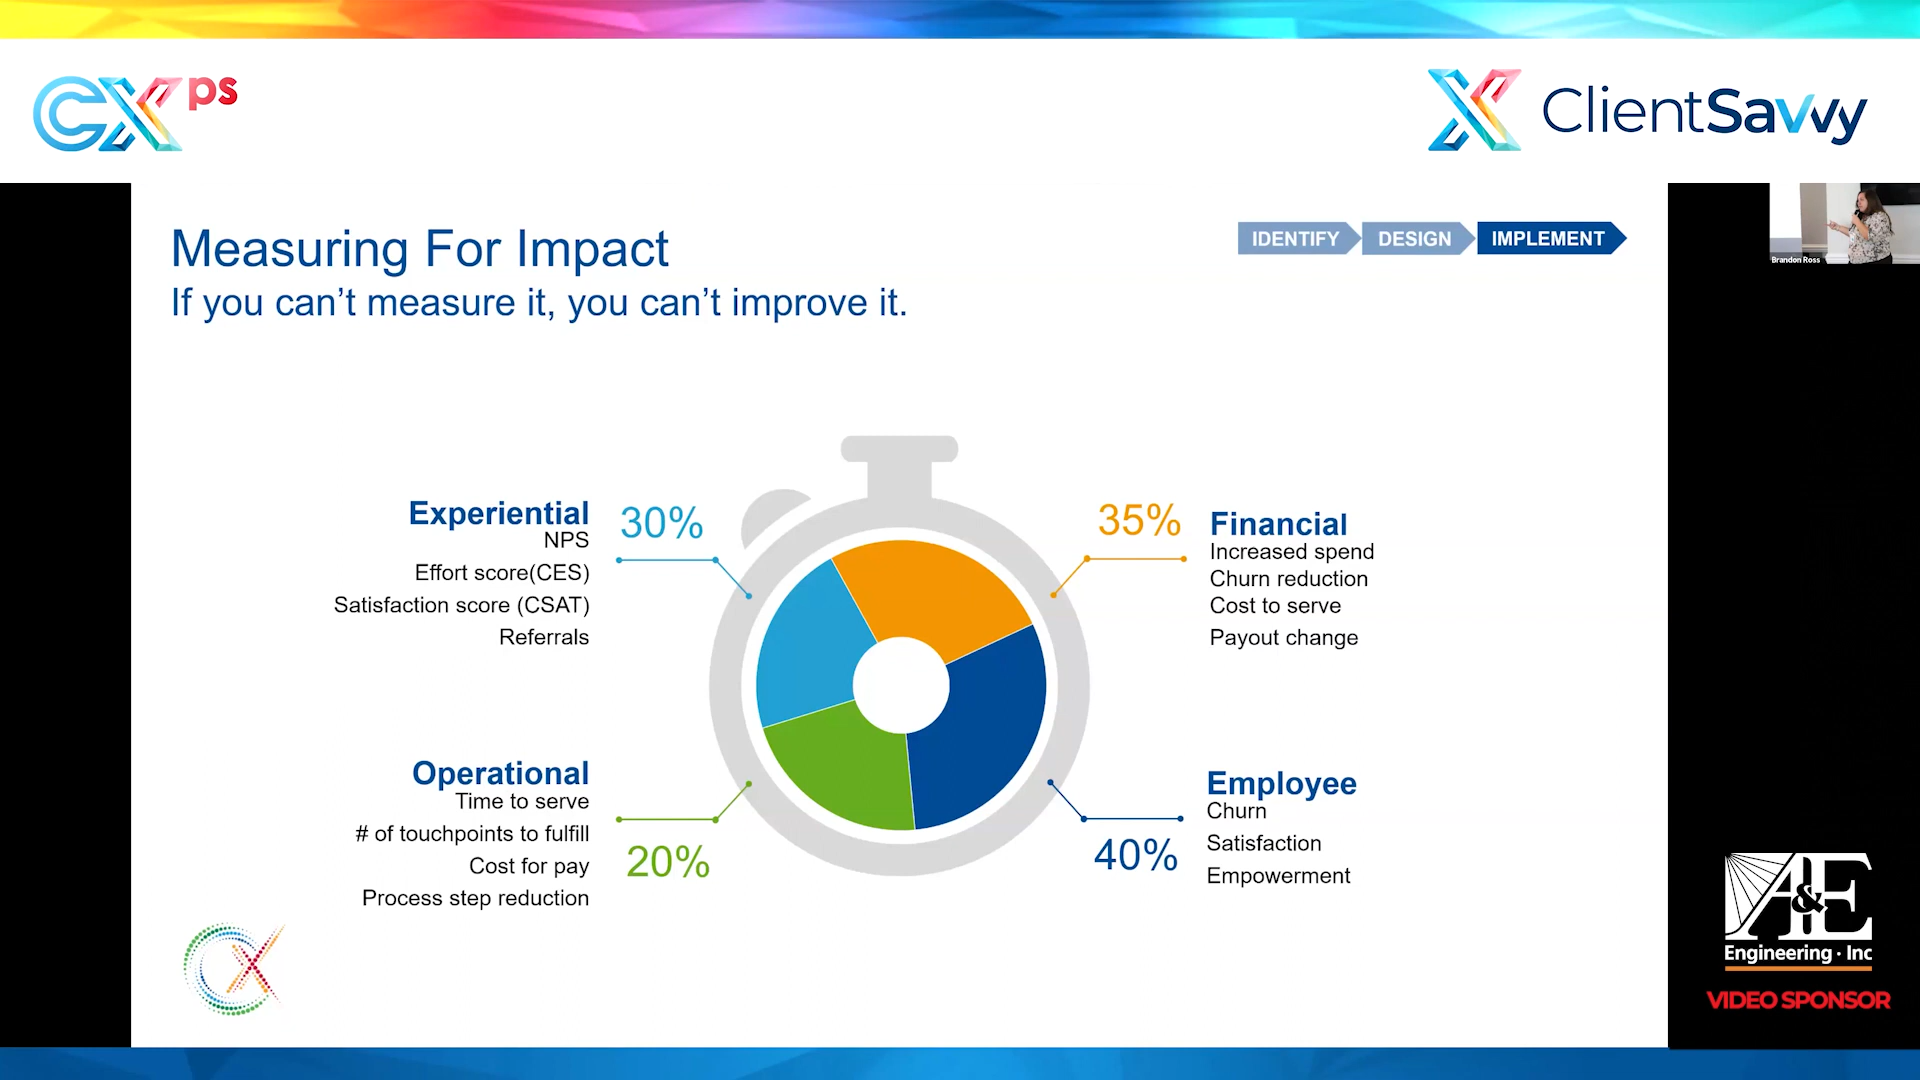 CX ps
ClientSavvy
Measuring For Impact
If you can’t measure it, you can’t improve it.
IDENTIFY
DESIGN
IMPLEMENT
Brandon Ross
Experiential
NPS
Effort score(CES)
Satisfaction score (CSAT)
Referrals
30%
35%
Financial
Increased spend
Churn reduction
Cost to serve
Payout change
Operational
Time to serve
# of touchpoints to fulfill
Cost for pay
Process step reduction
20%
40%
Employee
Churn
Satisfaction
Empowerment
CX
A&E
Engineering · Inc
VIDEO SPONSOR